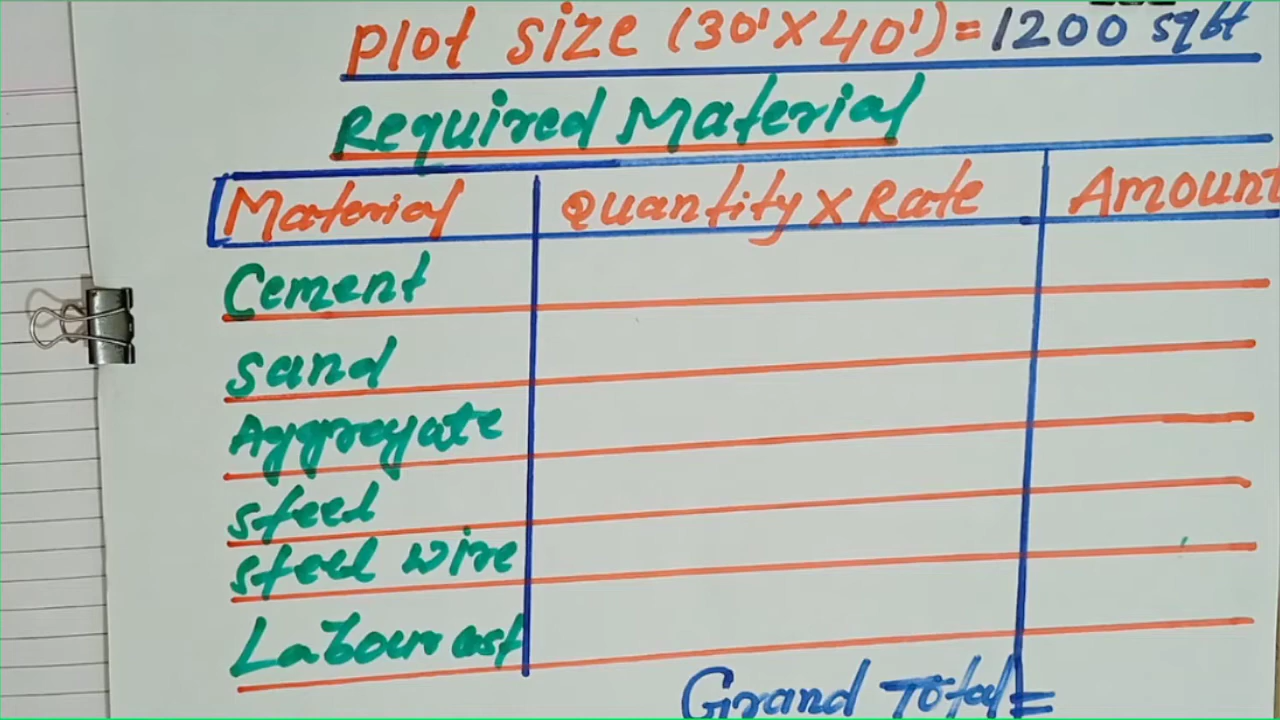 Plot size (30'X40')=1200 sqft
Required Material
Material Quantity X Rate Amount
Cement
sand
Aggregate
steel
steel wire
Labour cost
Grand Total=